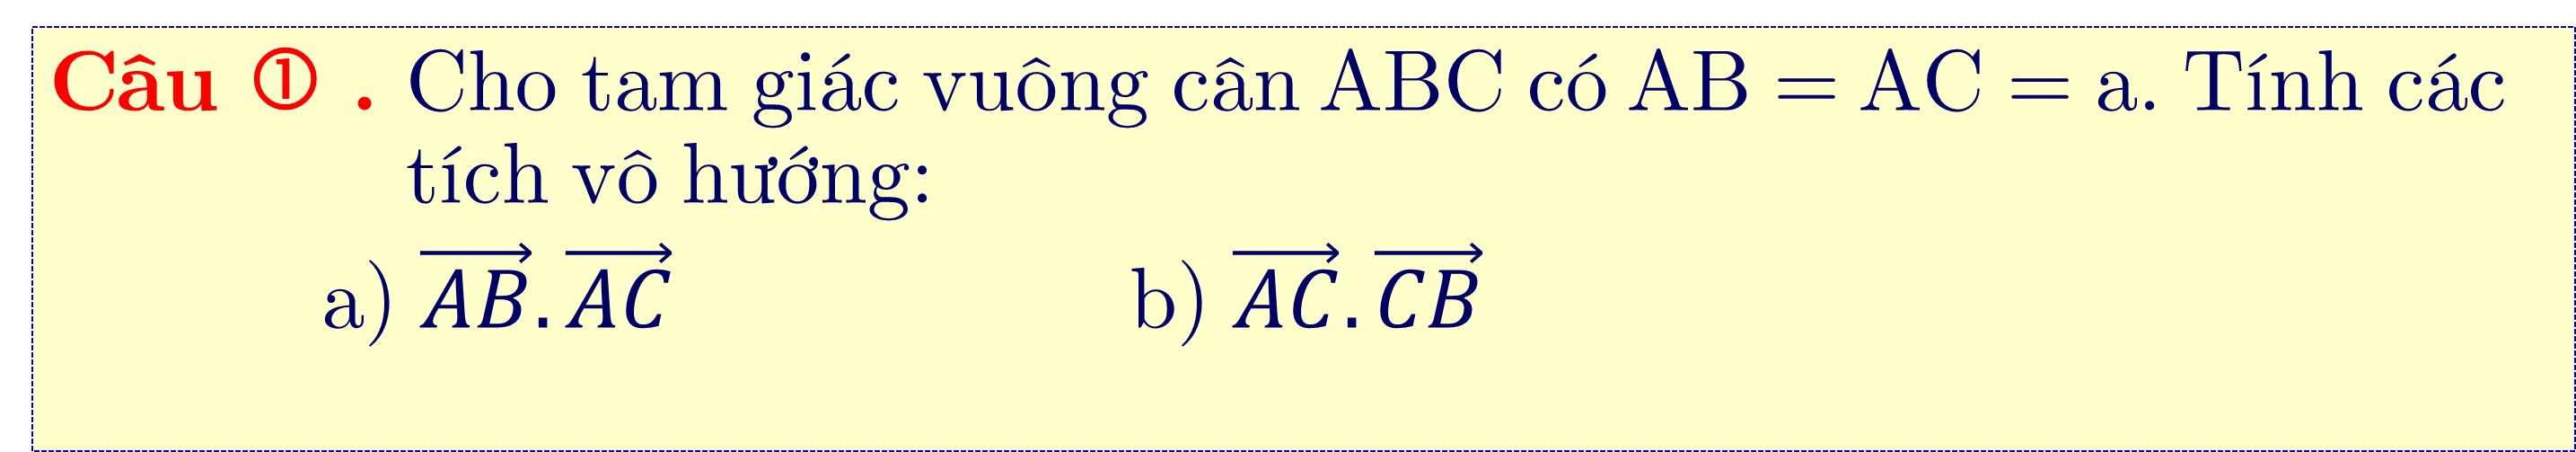 Câu ① . Cho tam giác vuông cân ABC có AB = AC = a. Tính các
tích vô hướng:
a) $\overrightarrow{AB}.\overrightarrow{AC}$ b) $\overrightarrow{AC}.\overrightarrow{CB}$